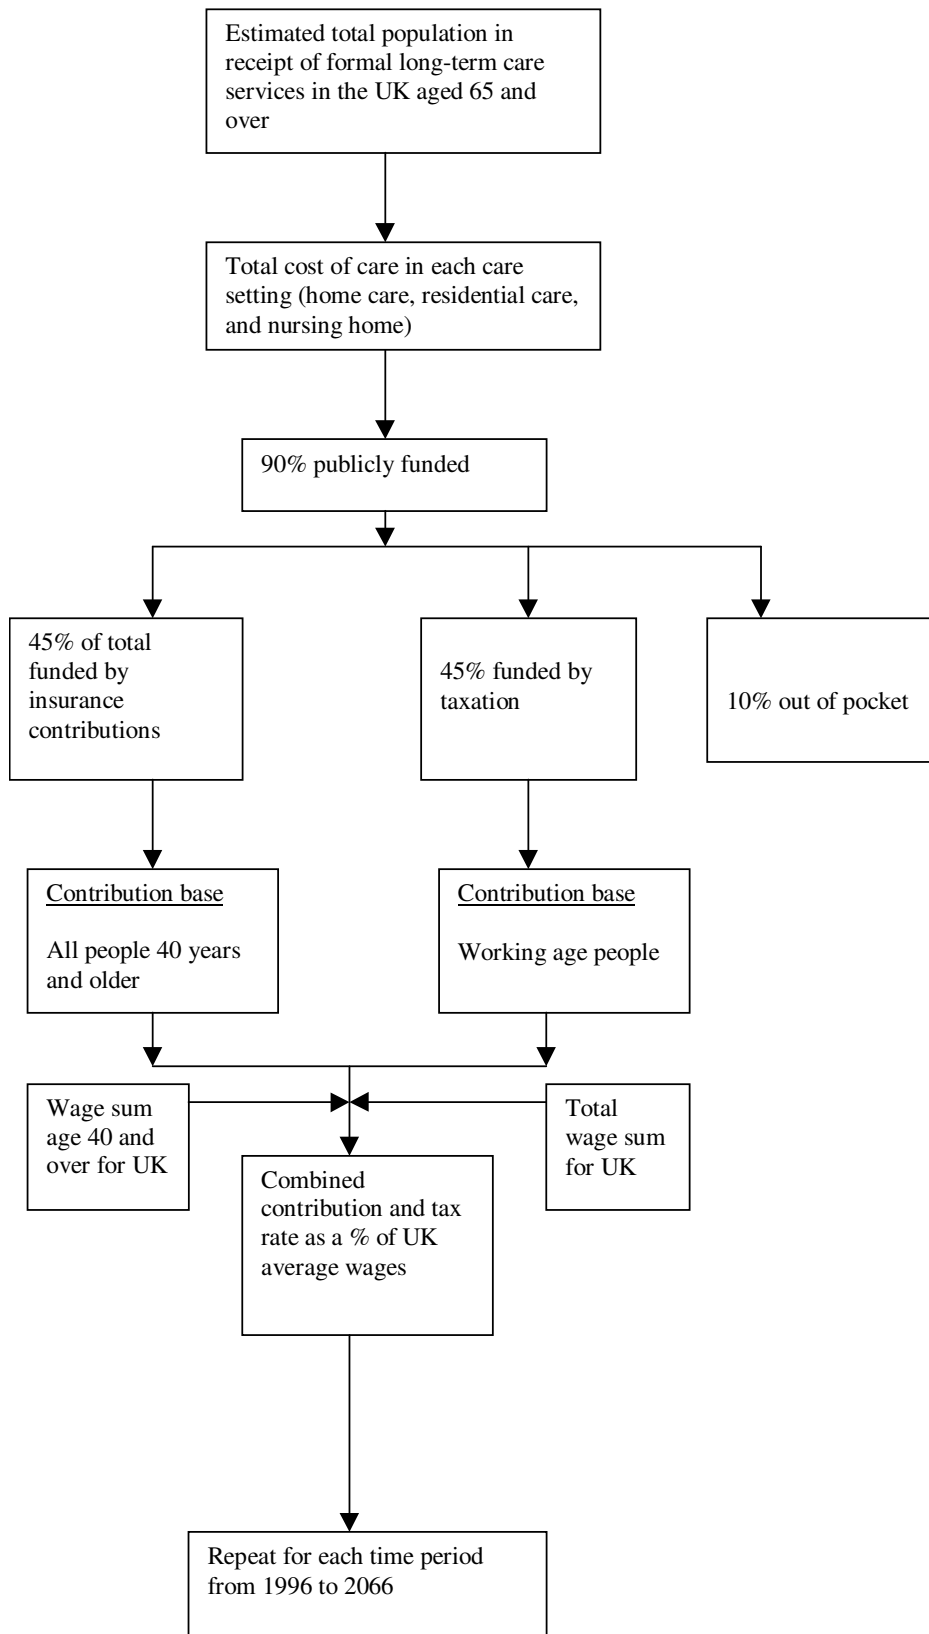 Estimated total population in
receipt of formal long-term care
services in the UK aged 65 and
over
Total cost of care in each care
setting (home care, residential care,
and nursing home)
90% publicly funded
45% of total
funded by
insurance
contributions
45% funded by
taxation
10% out of pocket
Contribution base
All people 40 years
and older
Contribution base
Working age people
Wage sum
age 40 and
over for UK
Total
wage sum
for UK
Combined
contribution and tax
rate as a % of UK
average wages
Repeat for each time period
from 1996 to 2066